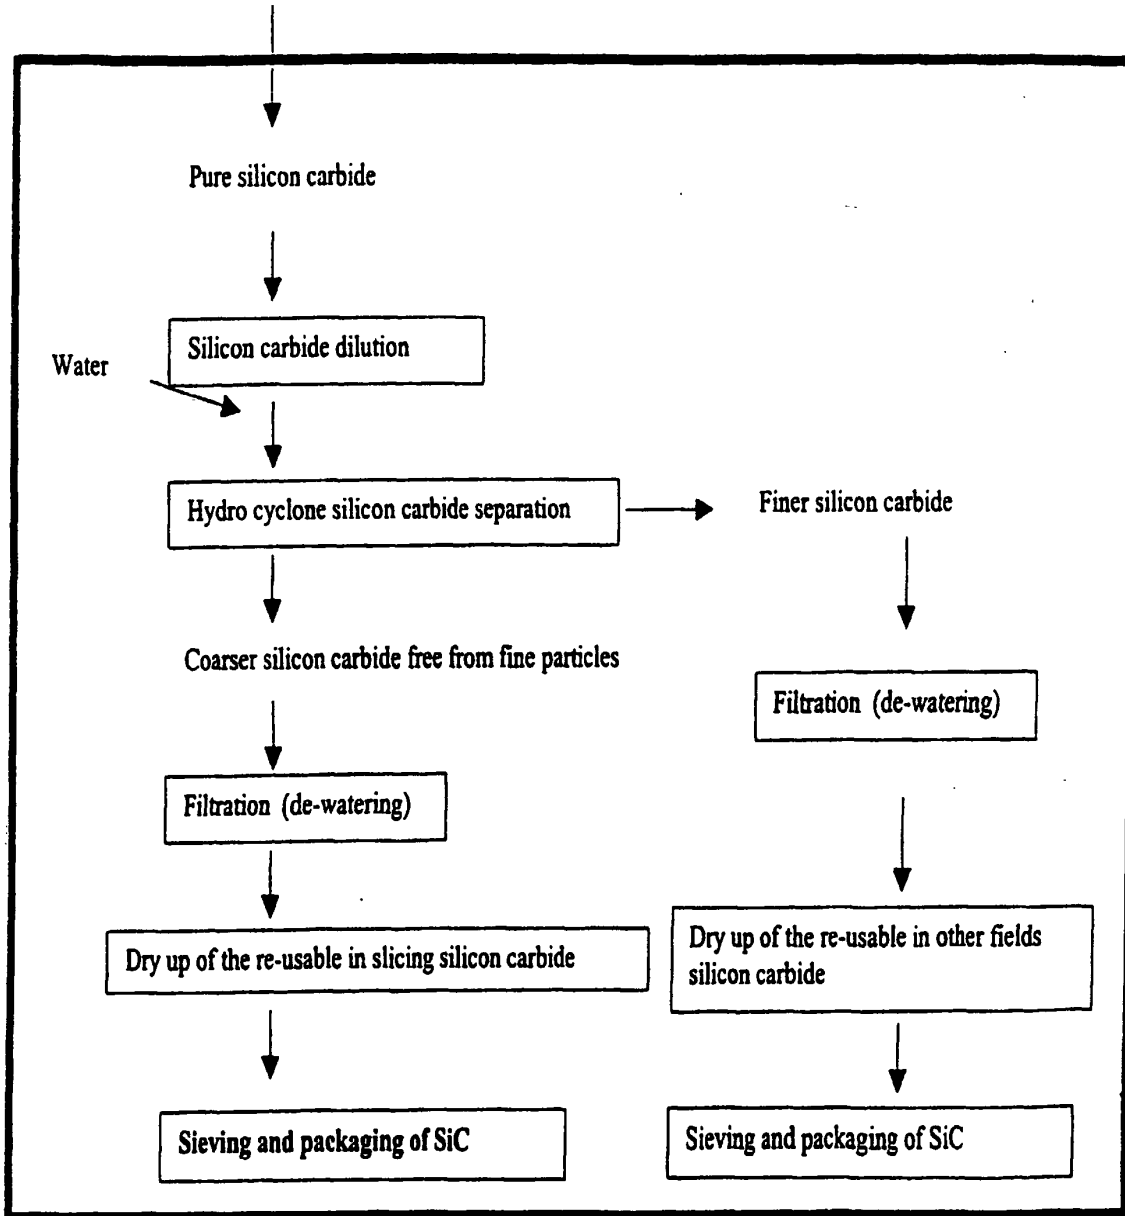 Pure silicon carbide
Silicon carbide dilution
Water
Hydro cyclone silicon carbide separation
Finer silicon carbide
Coarser silicon carbide free from fine particles
Filtration (de-watering)
Filtration (de-watering)
Dry up of the re-usable in slicing silicon carbide
Dry up of the re-usable in other fields
silicon carbide
Sieving and packaging of SiC
Sieving and packaging of SiC